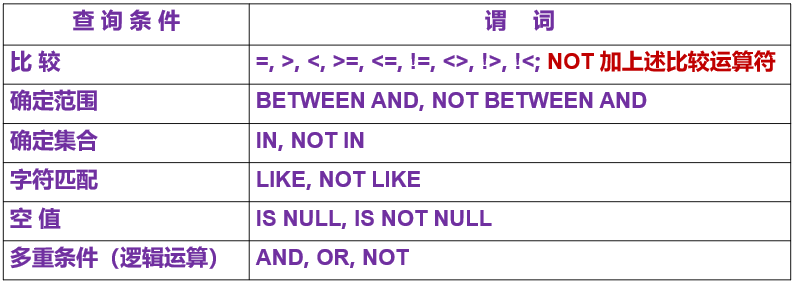 查 询 条 件 谓 词
比 较 =, >, <, >=, <=, !=, <>, !>, !<; NOT 加上述比较运算符
确定范围 BETWEEN AND, NOT BETWEEN AND
确定集合 IN, NOT IN
字符匹配 LIKE, NOT LIKE
空 值 IS NULL, IS NOT NULL
多重条件（逻辑运算） AND, OR, NOT